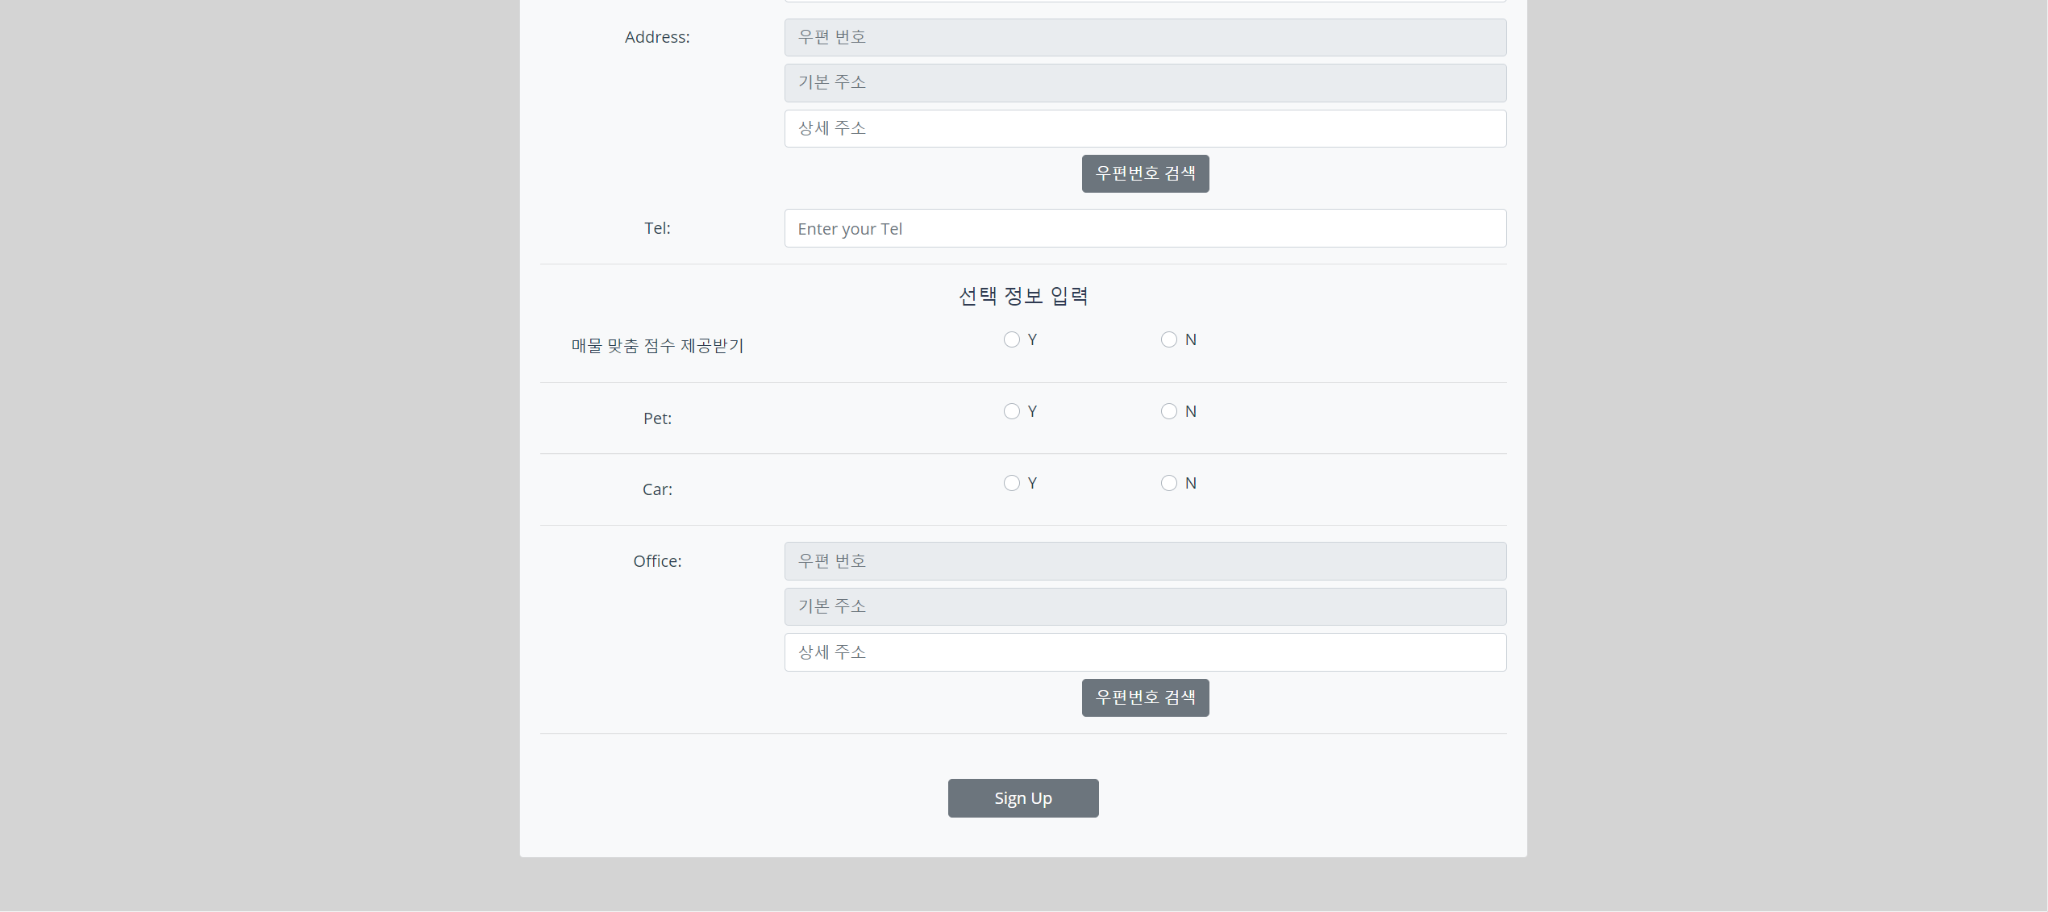 Address:
우편 번호
기본 주소
상세 주소
우편번호 검색
Tel:
Enter your Tel
선택 정보 입력
매물 맞춤 점수 제공받기
Y
N
Pet:
Y
N
Car:
Y
N
Office:
우편 번호
기본 주소
상세 주소
우편번호 검색
Sign Up